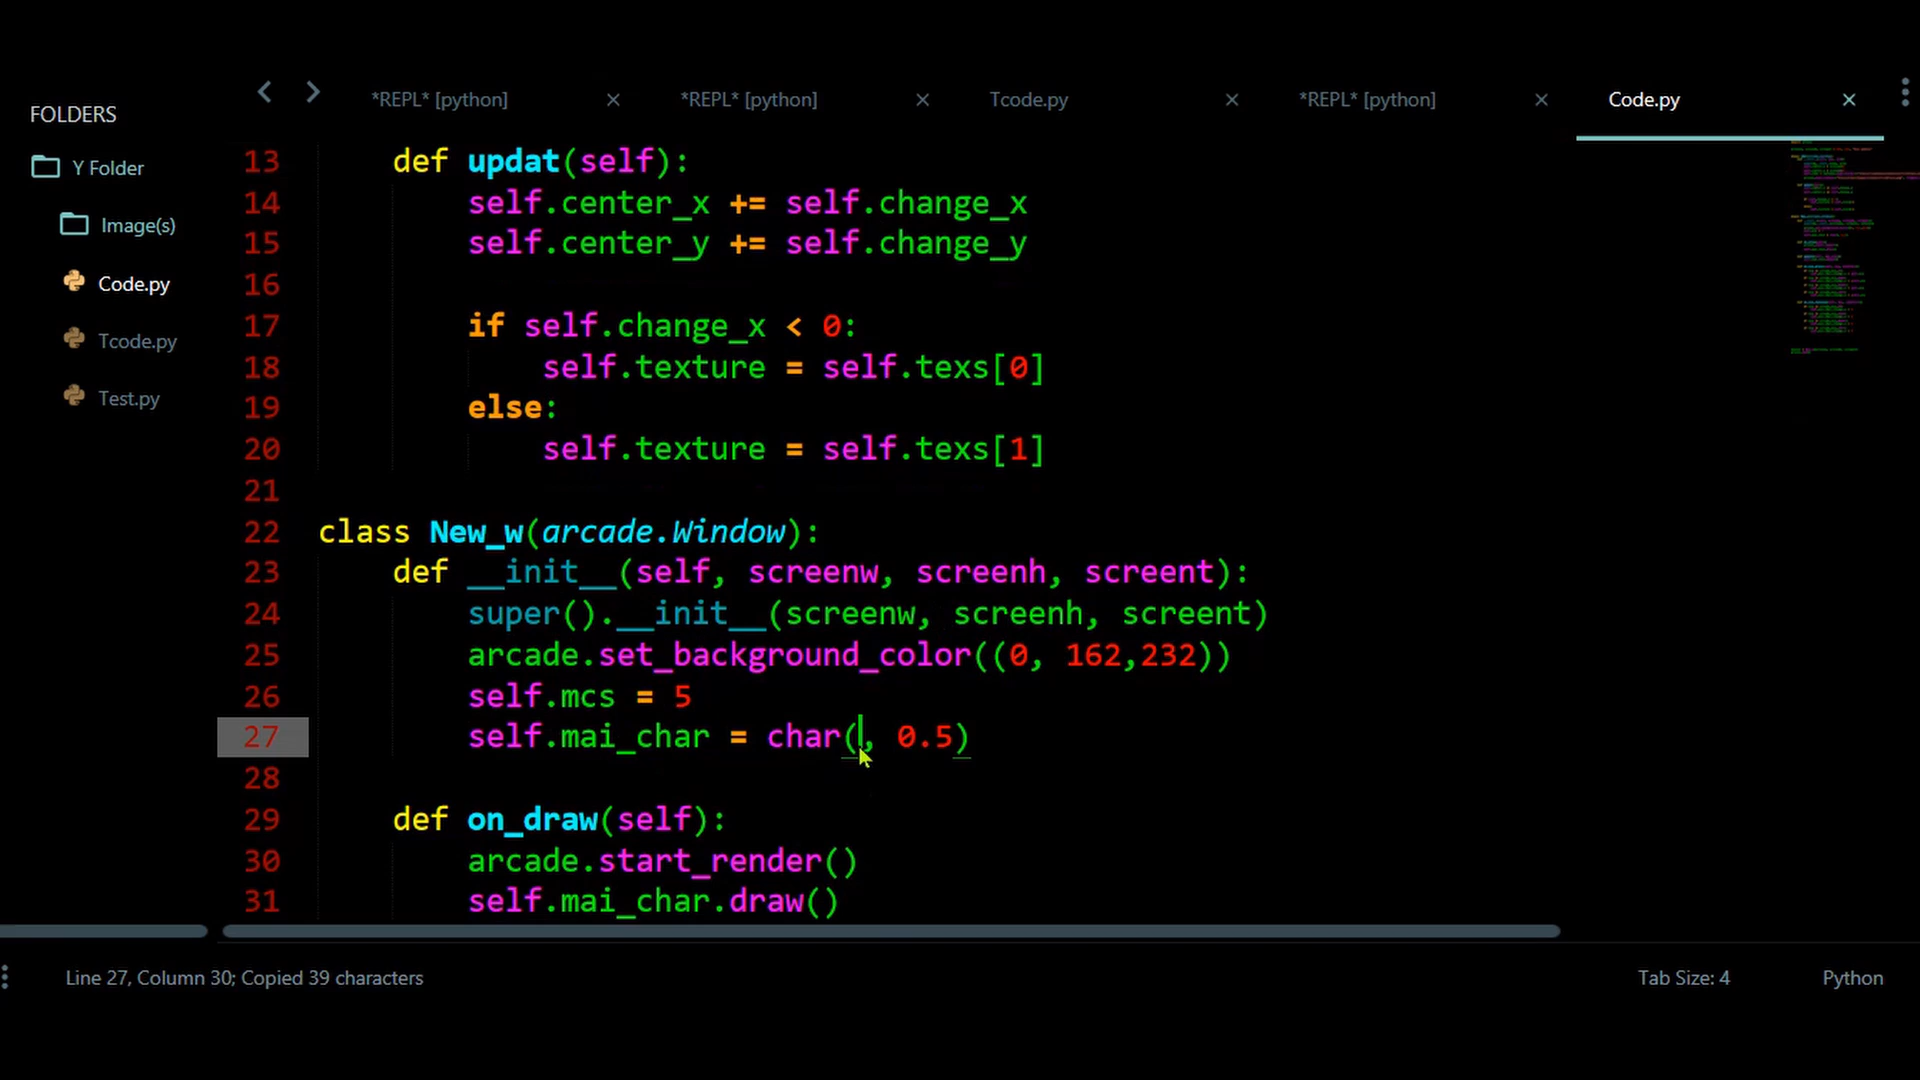 FOLDERS
Y Folder
Image(s)
Code.py
Tcode.py
Test.py
*REPL* [python]
*REPL* [python]
Tcode.py
*REPL* [python]
Code.py
13 def updat(self):
14 self.center_x += self.change_x
15 self.center_y += self.change_y
16
17 if self.change_x < 0:
18 self.texture = self.texs[0]
19 else:
20 self.texture = self.texs[1]
21
22 class New_w(arcade.Window):
23 def __init__(self, screenw, screenh, screent):
24 super().__init__(screenw, screenh, screent)
25 arcade.set_background_color((0, 162,232))
26 self.mcs = 5
27 self.mai_char = char(, 0.5)
28
29 def on_draw(self):
30 arcade.start_render()
31 self.mai_char.draw()
Line 27, Column 30; Copied 39 characters
Tab Size: 4
Python